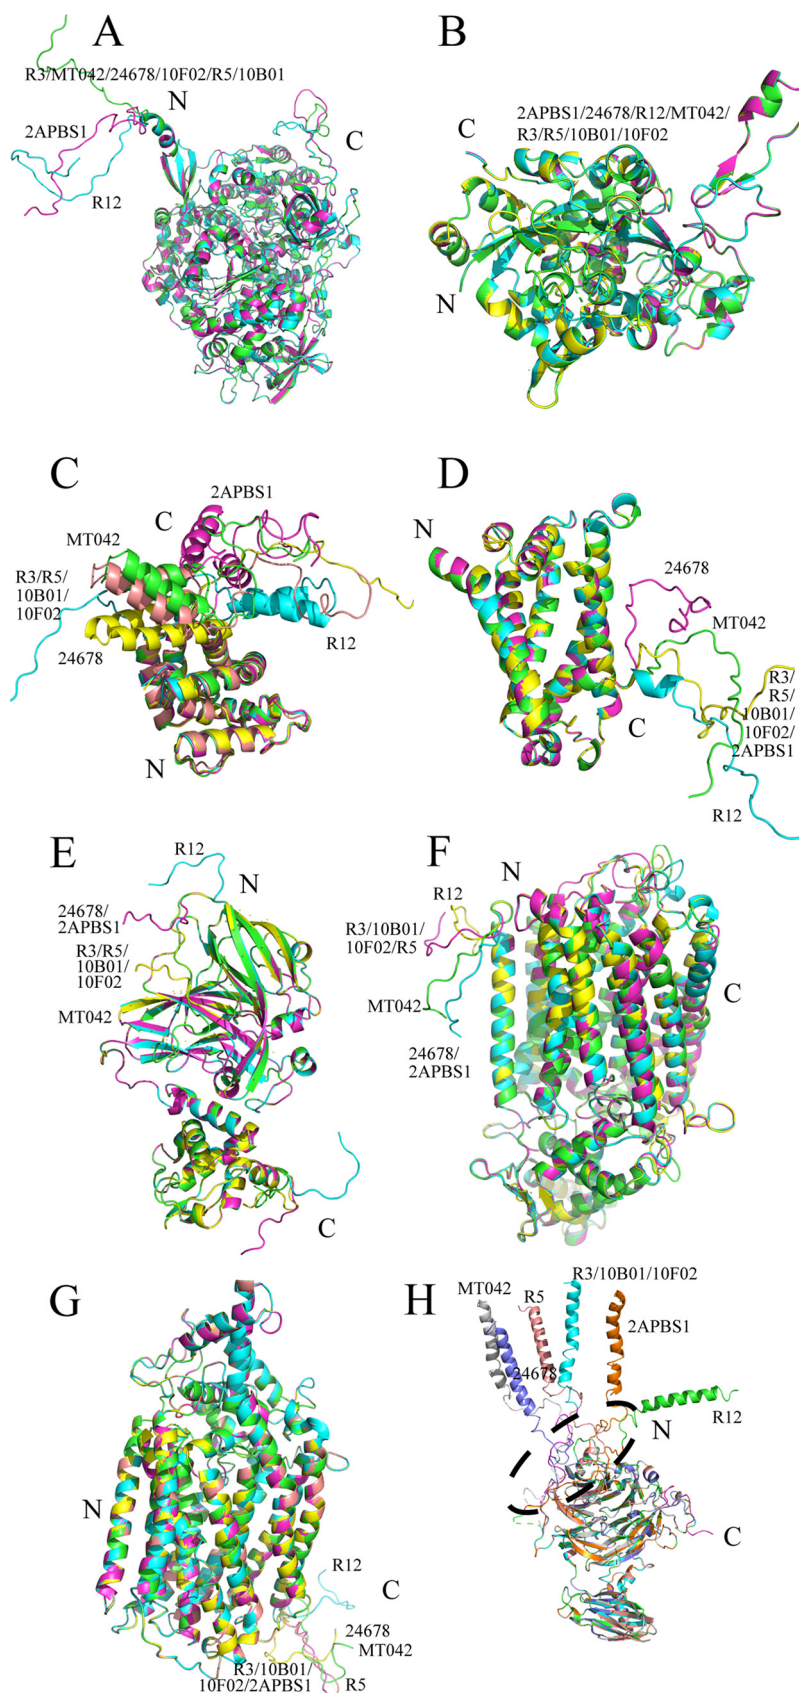 A
R3/MT042/24678/10F02/R5/10B01
N
2APBS1
C
R12
B
2APBS1/24678/R12/MT042/
R3/R5/10B01/10F02
C
N
C
2APBS1
C
MT042
R3/R5/
10B01/
10F02
24678
R12
N
D
N
24678
MT042
R3/
R5/
10B01/
10F02/
2APBS1
C
R12
E
R12
N
24678/
2APBS1
R3/R5/
10B01/
10F02
MT042
C
F
N
R12
R3/10B01/
10F02/R5
C
MT042
24678/
2APBS1
G
N
R12
C
24678
MT042
R3/10B01/
10F02/2APBS1
R5
H
R3/10B01/10F02
MT042
R5
2APBS1
24678
N
R12
C